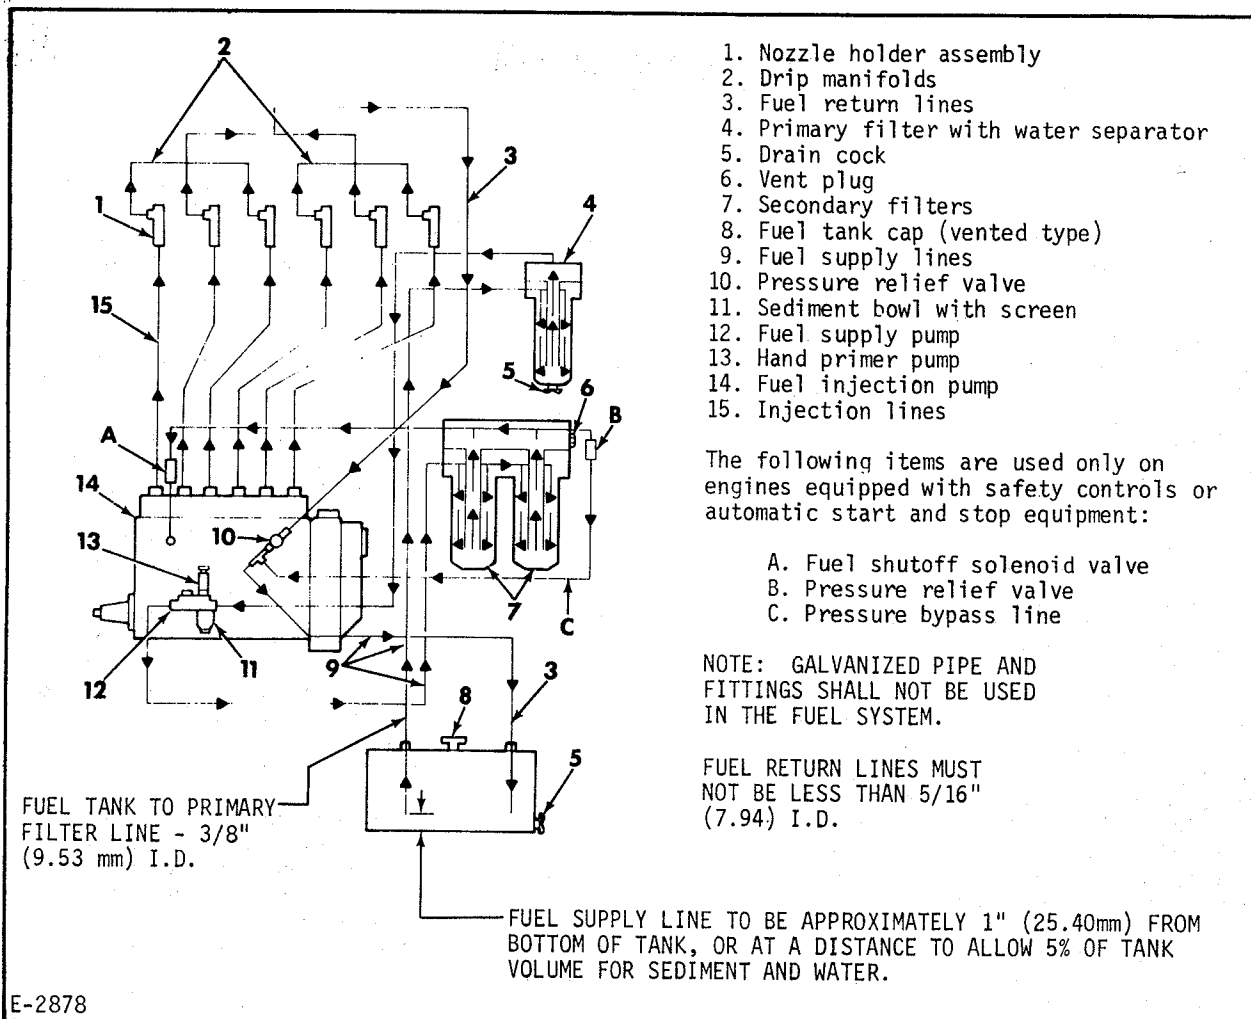 1. Nozzle holder assembly
2. Drip manifolds
3. Fuel return lines
4. Primary filter with water separator
5. Drain cock
6. Vent plug
7. Secondary filters
8. Fuel tank cap (vented type)
9. Fuel supply lines
10. Pressure relief valve
11. Sediment bowl with screen
12. Fuel supply pump
13. Hand primer pump
14. Fuel injection pump
15. Injection lines
The following items are used only on
engines equipped with safety controls or
automatic start and stop equipment:
A. Fuel shutoff solenoid valve
B. Pressure relief valve
C. Pressure bypass line
NOTE: GALVANIZED PIPE AND
FITTINGS SHALL NOT BE USED
IN THE FUEL SYSTEM.
FUEL RETURN LINES MUST
NOT BE LESS THAN 5/16"
(7.94) I.D.
2
3
1
4
15
5
6
B
A
14
10
13
7
C
9
11
12
8
3
5
FUEL TANK TO PRIMARY
FILTER LINE - 3/8"
(9.53 mm) I.D.
FUEL SUPPLY LINE TO BE APPROXIMATELY 1" (25.40mm) FROM
BOTTOM OF TANK, OR AT A DISTANCE TO ALLOW 5% OF TANK
VOLUME FOR SEDIMENT AND WATER.
E-2878